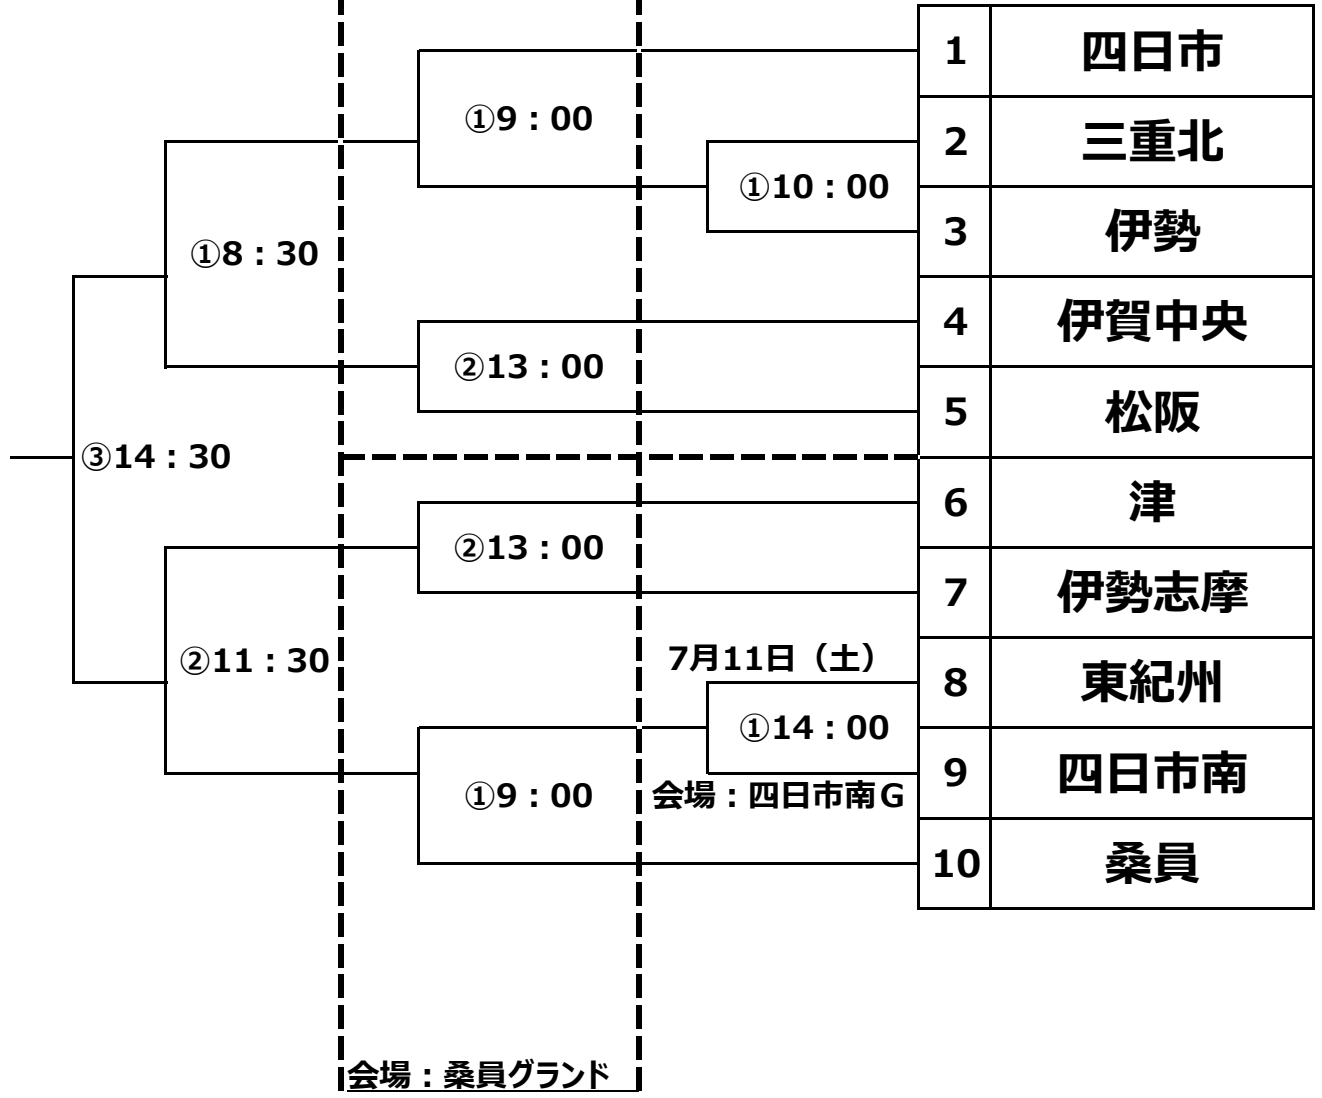 1 四日市
①9：00
2 三重北
①10：00
3 伊勢
①8：30
4 伊賀中央
②13：00
5 松阪
③14：30
6 津
②13：00
7 伊勢志摩
②11：30
7月11日（土）
8 東紀州
①14：00
9 四日市南
①9：00
会場：四日市南G
10 桑員
会場：桑員グランド